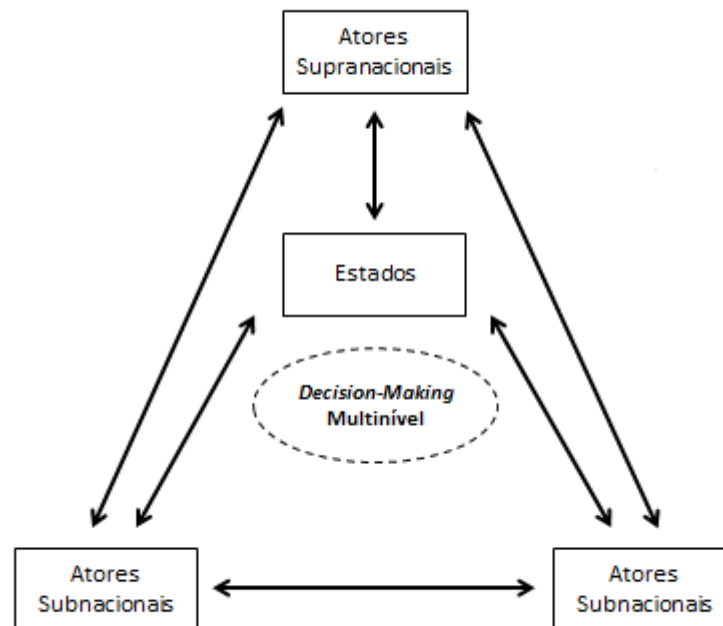 Atores
Supranacionais
Estados
Decision-Making
Multinível
Atores
Subnacionais
Atores
Subnacionais